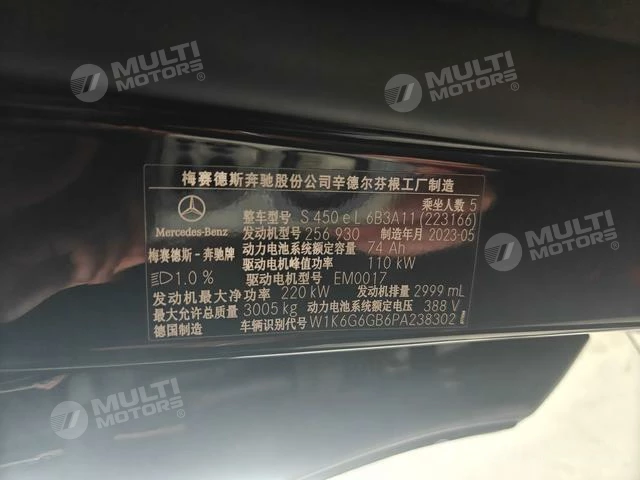 MULTI MOTORS®
MULTI MOTORS®
梅赛德斯奔驰股份公司辛德尔芬根工厂制造
乘坐人数 5
整车型号 S 450 e L 6B3A11 (223166)
Mercedes-Benz 发动机型号 256 930 制造年月 2023-05
梅赛德斯-奔驰牌 动力电池系统额定容量 74 Ah
驱动电机峰值功率 110 kW
1.0 % 驱动电机型号 EM0017
发动机最大净功率 220 kW 发动机排量 2999 mL
最大允许总质量 3005 kg 动力电池系统额定电压 388 V
德国制造 车辆识别代号 W1K6G6GB6PA238302
MULTI MOTORS®
MULTI MOTORS®